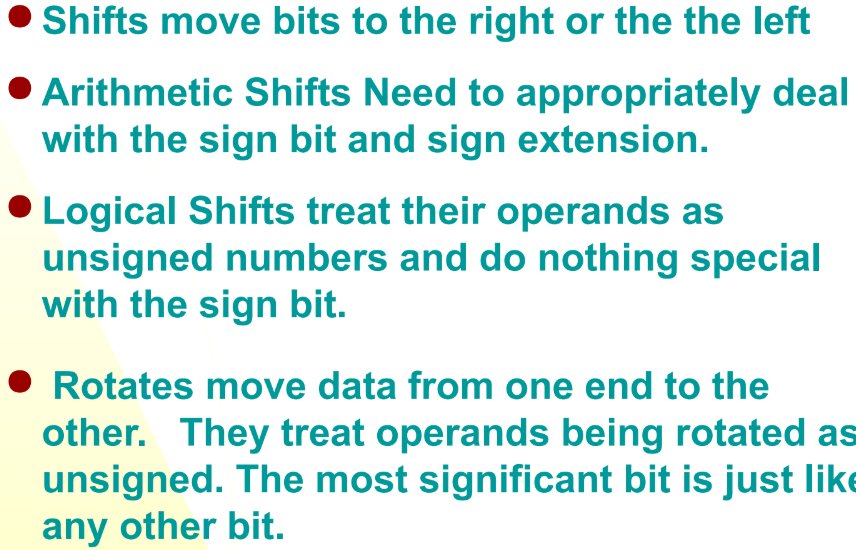 ● Shifts move bits to the right or the the left
● Arithmetic Shifts Need to appropriately deal
with the sign bit and sign extension.
● Logical Shifts treat their operands as
unsigned numbers and do nothing special
with the sign bit.
● Rotates move data from one end to the
other. They treat operands being rotated as
unsigned. The most significant bit is just like
any other bit.